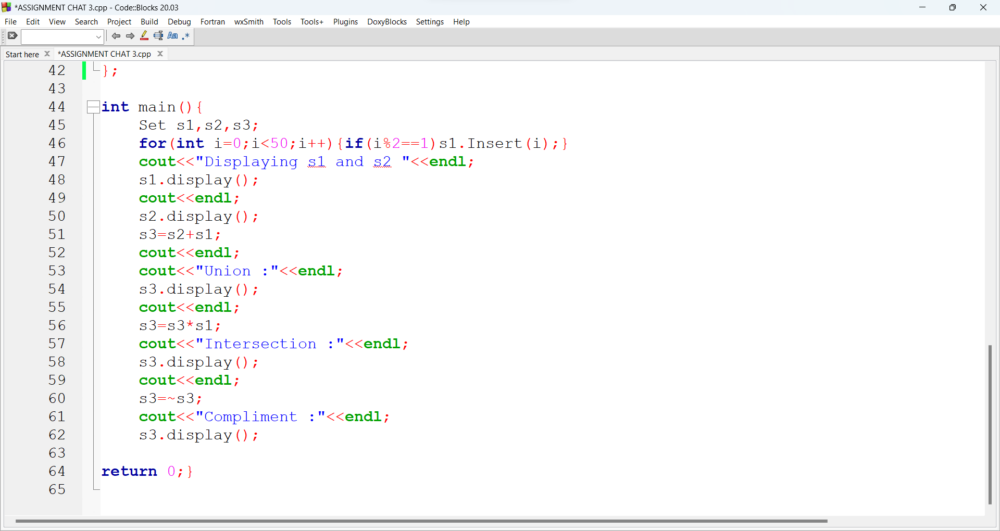 *ASSIGNMENT CHAT 3.cpp - Code::Blocks 20.03
File Edit View Search Project Build Debug Fortran wxSmith Tools Tools+ Plugins DoxyBlocks Settings Help
Aa .*
Start here *ASSIGNMENT CHAT 3.cpp
42 };
43
44 int main(){
45 Set s1,s2,s3;
46 for(int i=0;i<50;i++){if(i%2==1)s1.Insert(i);}
47 cout<<"Displaying s1 and s2 "<<endl;
48 s1.display();
49 cout<<endl;
50 s2.display();
51 s3=s2+s1;
52 cout<<endl;
53 cout<<"Union :"<<endl;
54 s3.display();
55 cout<<endl;
56 s3=s3*s1;
57 cout<<"Intersection :"<<endl;
58 s3.display();
59 cout<<endl;
60 s3=~s3;
61 cout<<"Compliment :"<<endl;
62 s3.display();
63
64 return 0;}
65